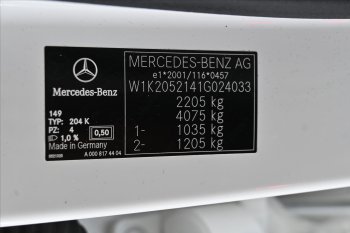 MERCEDES-BENZ AG
e1*2001/116*0457
W1K2052141G024033
2205 kg
4075 kg
1- 1035 kg
2- 1205 kg
Mercedes-Benz
149
TYP: 204 K
PZ: 4 0,50
1,0 %
Made in Germany
A 000 817 44 04